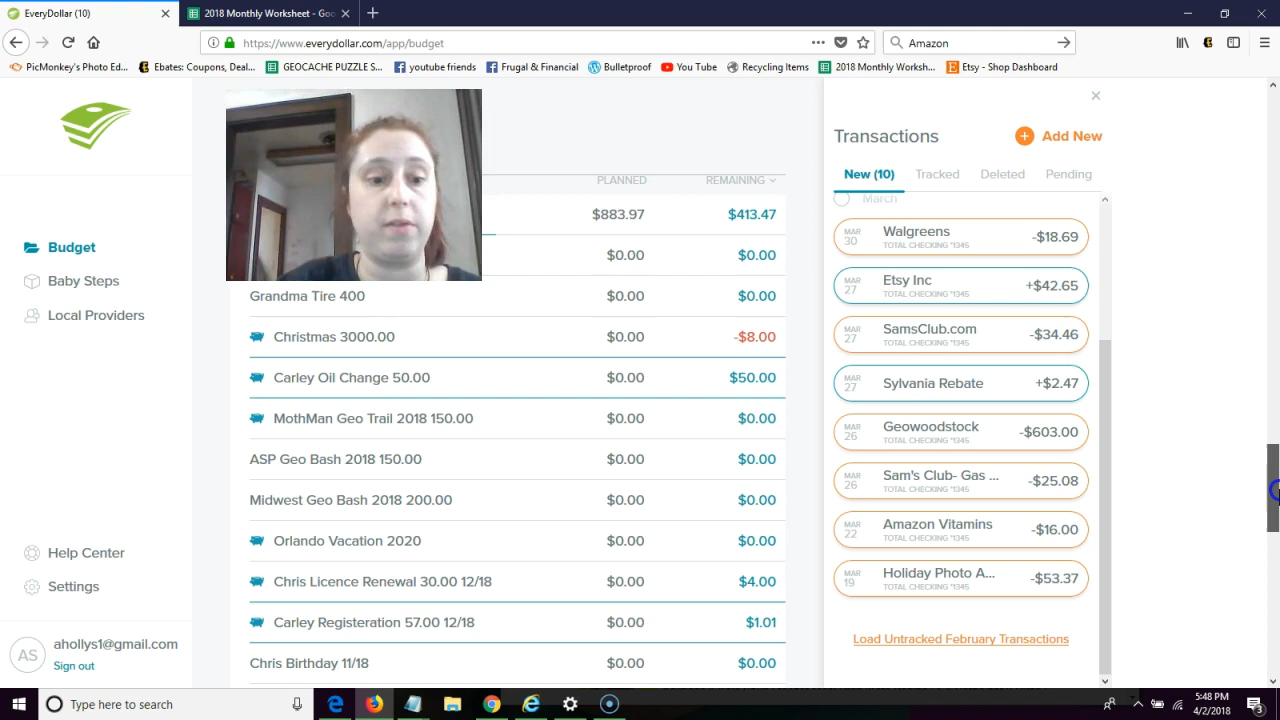 EveryDollar (10)
2018 Monthly Worksheet - Goo
https://www.everydollar.com/app/budget
Amazon
PicMonkey's Photo Ed...
Ebates: Coupons, Deal...
GEOCACHE PUZZLE S...
youtube friends
Frugal & Financial
Bulletproof
You Tube
Recycling Items
2018 Monthly Worksh...
Etsy - Shop Dashboard
Budget
Baby Steps
Local Providers
Help Center
Settings
AS
ahollys1@gmail.com
Sign out
PLANNED REMAINING
$883.97 $413.47
$0.00 $0.00
Grandma Tire 400 $0.00 $0.00
Christmas 3000.00 $0.00 -$8.00
Carley Oil Change 50.00 $0.00 $50.00
MothMan Geo Trail 2018 150.00 $0.00 $0.00
ASP Geo Bash 2018 150.00 $0.00 $0.00
Midwest Geo Bash 2018 200.00 $0.00 $0.00
Orlando Vacation 2020 $0.00 $0.00
Chris Licence Renewal 30.00 12/18 $0.00 $4.00
Carley Registeration 57.00 12/18 $0.00 $1.01
Chris Birthday 11/18 $0.00 $0.00
Transactions
Add New
New (10) Tracked Deleted Pending
March
MAR 30 Walgreens -$18.69
TOTAL CHECKING *1345
MAR 27 Etsy Inc +$42.65
TOTAL CHECKING *1345
MAR 27 SamsClub.com -$34.46
TOTAL CHECKING *1345
MAR 27 Sylvania Rebate +$2.47
MAR 26 Geowoodstock -$603.00
TOTAL CHECKING *1345
MAR 26 Sam's Club- Gas ... -$25.08
TOTAL CHECKING *1345
MAR 22 Amazon Vitamins -$16.00
TOTAL CHECKING *1345
MAR 19 Holiday Photo A... -$53.37
TOTAL CHECKING *1345
Load Untracked February Transactions
Type here to search
5:48 PM
4/2/2018
3